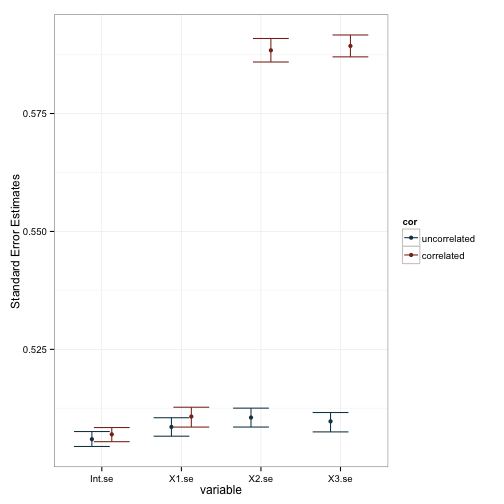 0.575
0.550
0.525
Standard Error Estimates
Int.se X1.se X2.se X3.se
variable
cor
uncorrelated
correlated